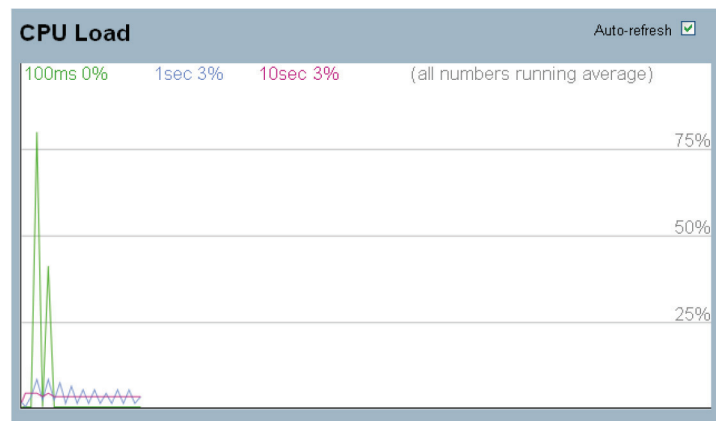 CPU Load
Auto-refresh
100ms 0% 1sec 3% 10sec 3% (all numbers running average)
75%
50%
25%